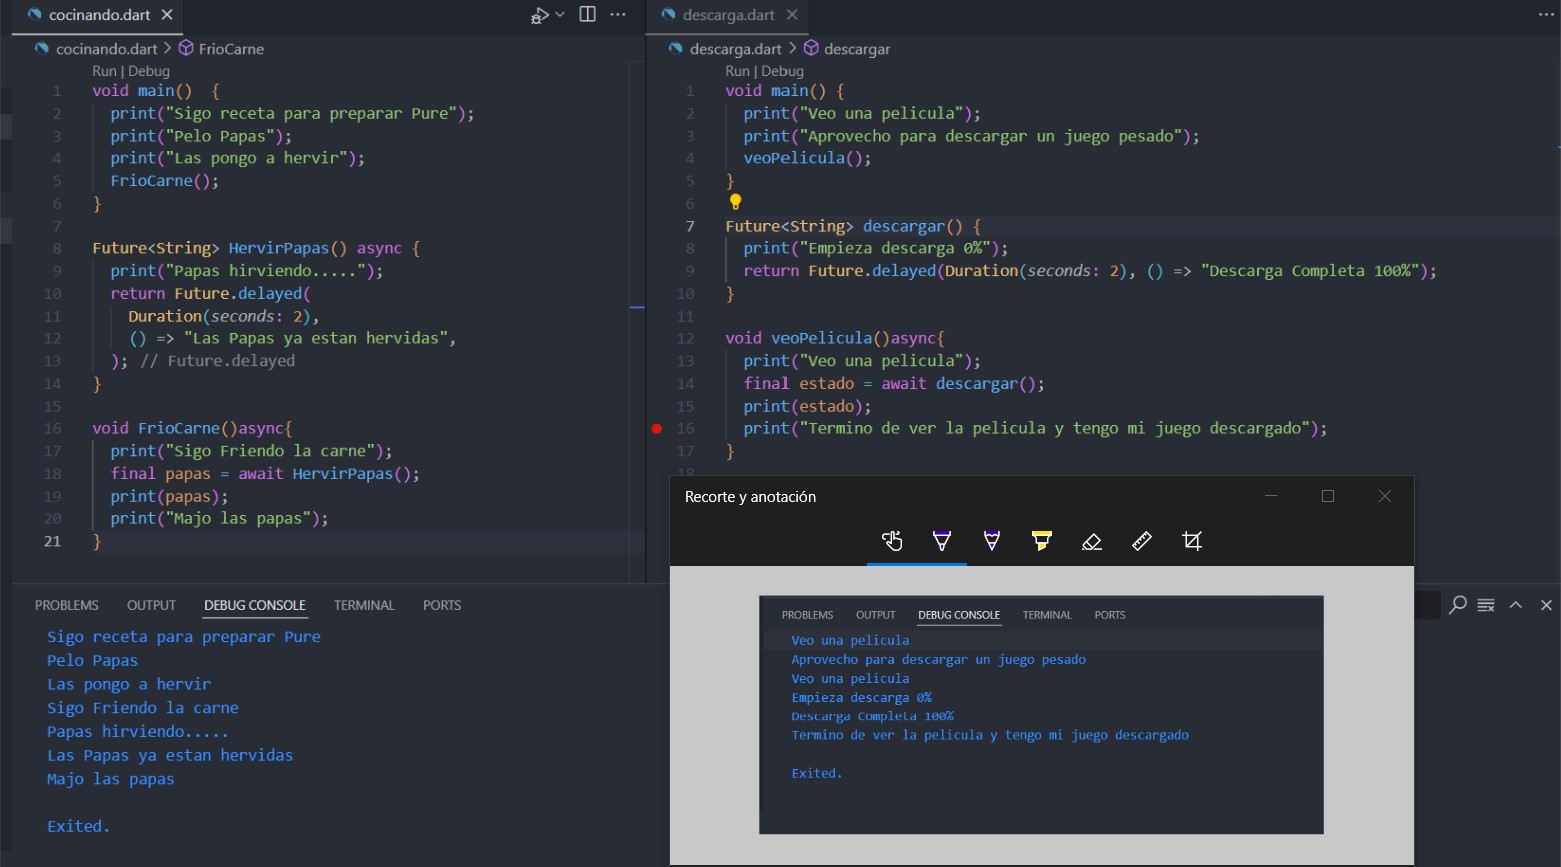 cocinando.dart
cocinando.dart > FrioCarne
Run | Debug
1 void main()  {
2   print("Sigo receta para preparar Pure");
3   print("Pelo Papas");
4   print("Las pongo a hervir");
5   FrioCarne();
6 }
7
8 Future<String> HervirPapas() async {
9   print("Papas hirviendo.....");
10   return Future.delayed(
11     Duration(seconds: 2),
12     () => "Las Papas ya estan hervidas",
13   ); // Future.delayed
14 }
15
16 void FrioCarne()async{
17   print("Sigo Friendo la carne");
18   final papas = await HervirPapas();
19   print(papas);
20   print("Majo las papas");
21 }
descarga.dart
descarga.dart > descargar
Run | Debug
1 void main() {
2   print("Veo una pelicula");
3   print("Aprovecho para descargar un juego pesado");
4   veoPelicula();
5 }
6
7 Future<String> descargar() {
8   print("Empieza descarga 0%");
9   return Future.delayed(Duration(seconds: 2), () => "Descarga Completa 100%");
10 }
11
12 void veoPelicula()async{
13   print("Veo una pelicula");
14   final estado = await descargar();
15   print(estado);
16   print("Termino de ver la pelicula y tengo mi juego descargado");
17 }
18
PROBLEMS OUTPUT DEBUG CONSOLE TERMINAL PORTS
Sigo receta para preparar Pure
Pelo Papas
Las pongo a hervir
Sigo Friendo la carne
Papas hirviendo.....
Las Papas ya estan hervidas
Majo las papas
Exited.
Recorte y anotación
PROBLEMS OUTPUT DEBUG CONSOLE TERMINAL PORTS
Veo una pelicula
Aprovecho para descargar un juego pesado
Veo una pelicula
Empieza descarga 0%
Descarga Completa 100%
Termino de ver la pelicula y tengo mi juego descargado
Exited.